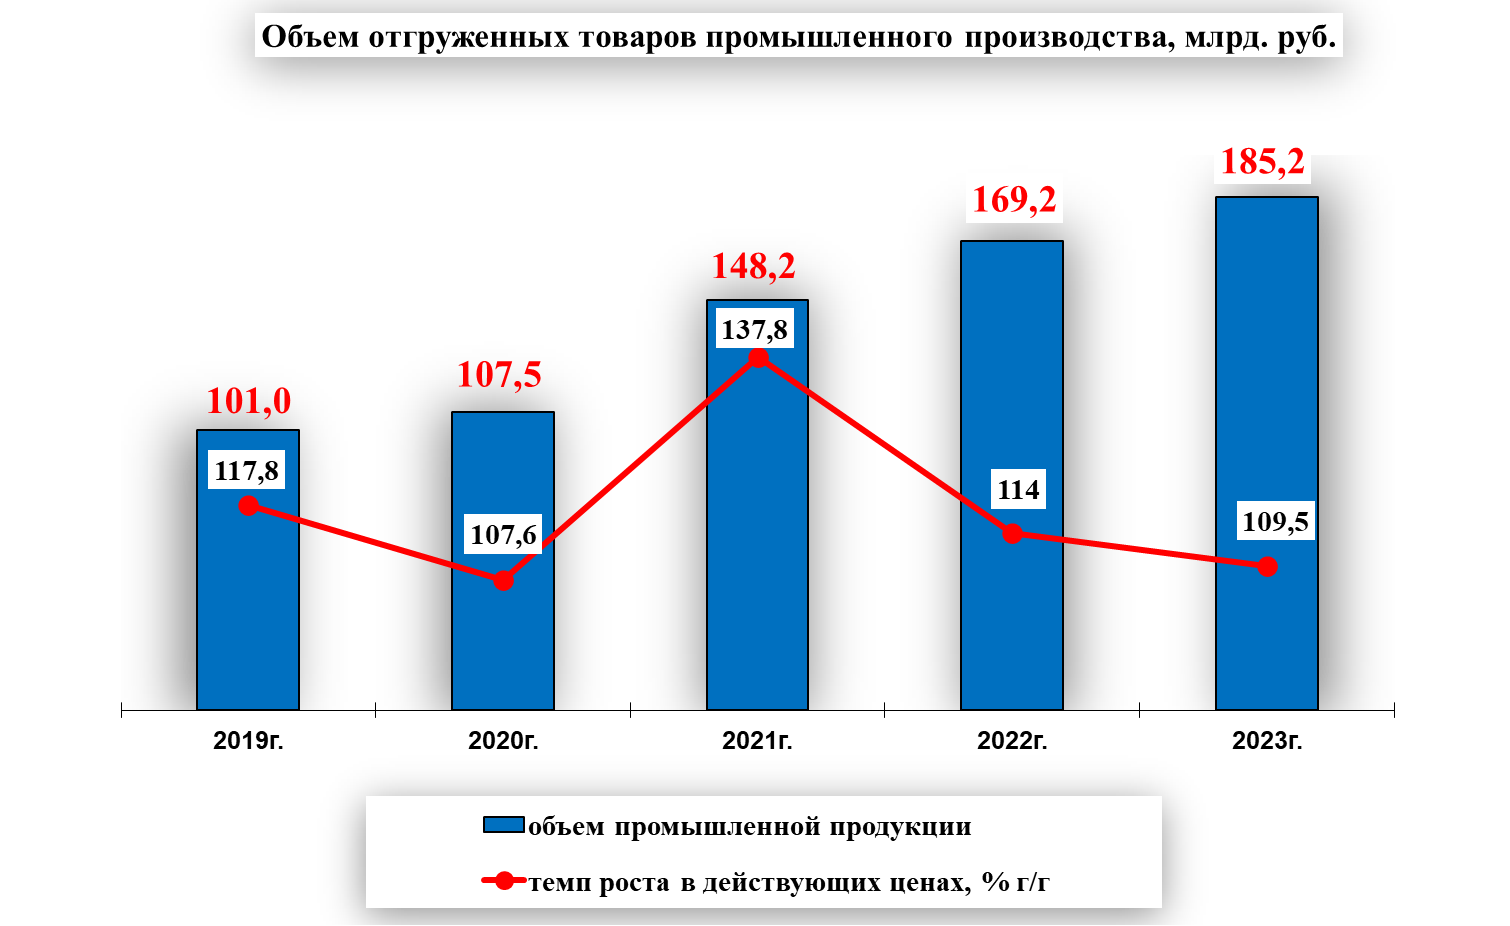 Объем отгруженных товаров промышленного производства, млрд. руб.
101,0
107,5
148,2
169,2
185,2
117,8
107,6
137,8
114
109,5
2019г.
2020г.
2021г.
2022г.
2023г.
объем промышленной продукции
темп роста в действующих ценах, % г/г